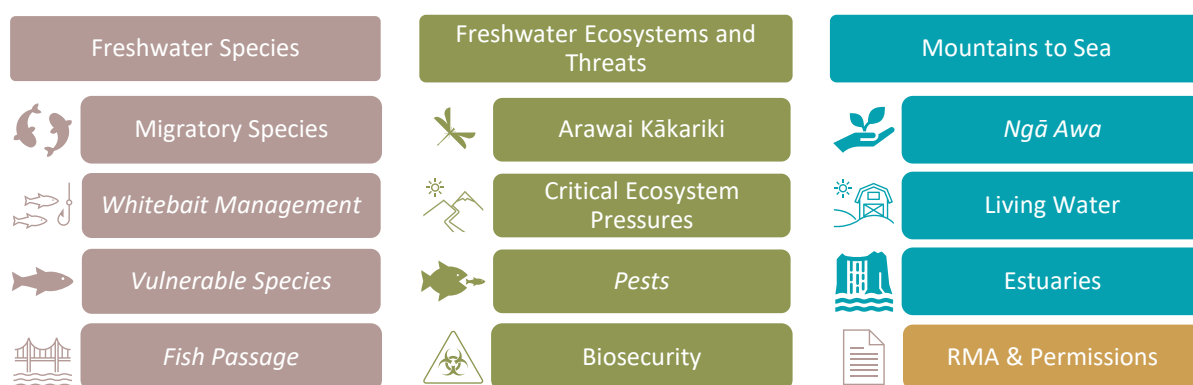 Freshwater Species
Migratory Species
Whitebait Management
Vulnerable Species
Fish Passage
Freshwater Ecosystems and
Threats
Arawai Kākariki
Critical Ecosystem
Pressures
Pests
Biosecurity
Mountains to Sea
Ngā Awa
Living Water
Estuaries
RMA & Permissions